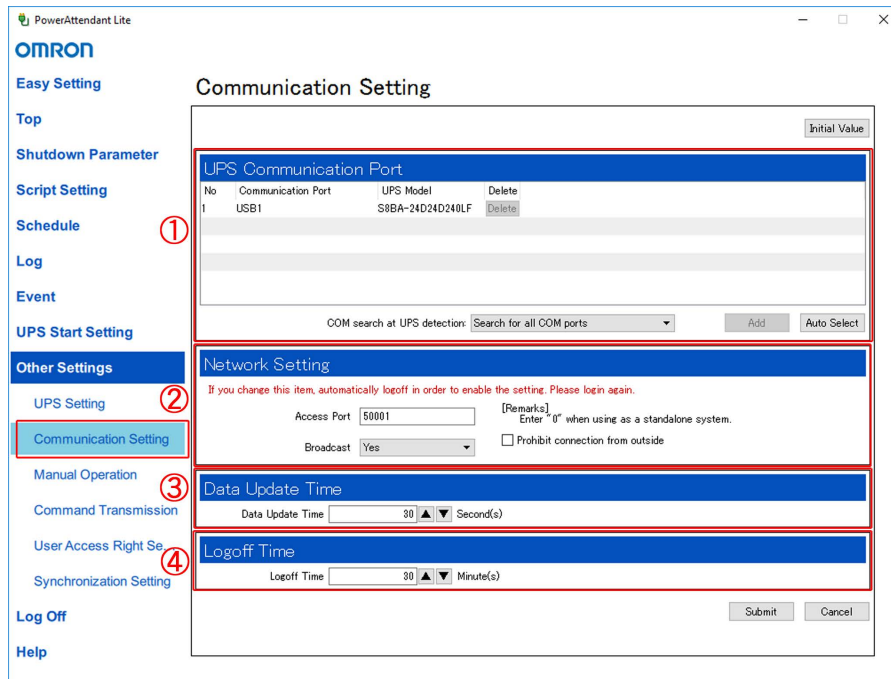 PowerAttendant Lite
OMRON
Easy Setting
Top
Shutdown Parameter
Script Setting
Schedule
Log
Event
UPS Start Setting
Other Settings
UPS Setting
Communication Setting
Manual Operation
Command Transmission
User Access Right Se...
Synchronization Setting
Log Off
Help
Communication Setting
Initial Value
①
UPS Communication Port
No Communication Port UPS Model Delete
1 USB1 S8BA-24D24D240LF Delete
COM search at UPS detection: Search for all COM ports Add Auto Select
②
Network Setting
If you change this item, automatically logoff in order to enable the setting. Please login again.
Access Port 50001
[Remarks]
Enter "0" when using as a standalone system.
Broadcast Yes
Prohibit connection from outside
③
Data Update Time
Data Update Time 30 Second(s)
④
Logoff Time
Logoff Time 30 Minute(s)
Submit Cancel